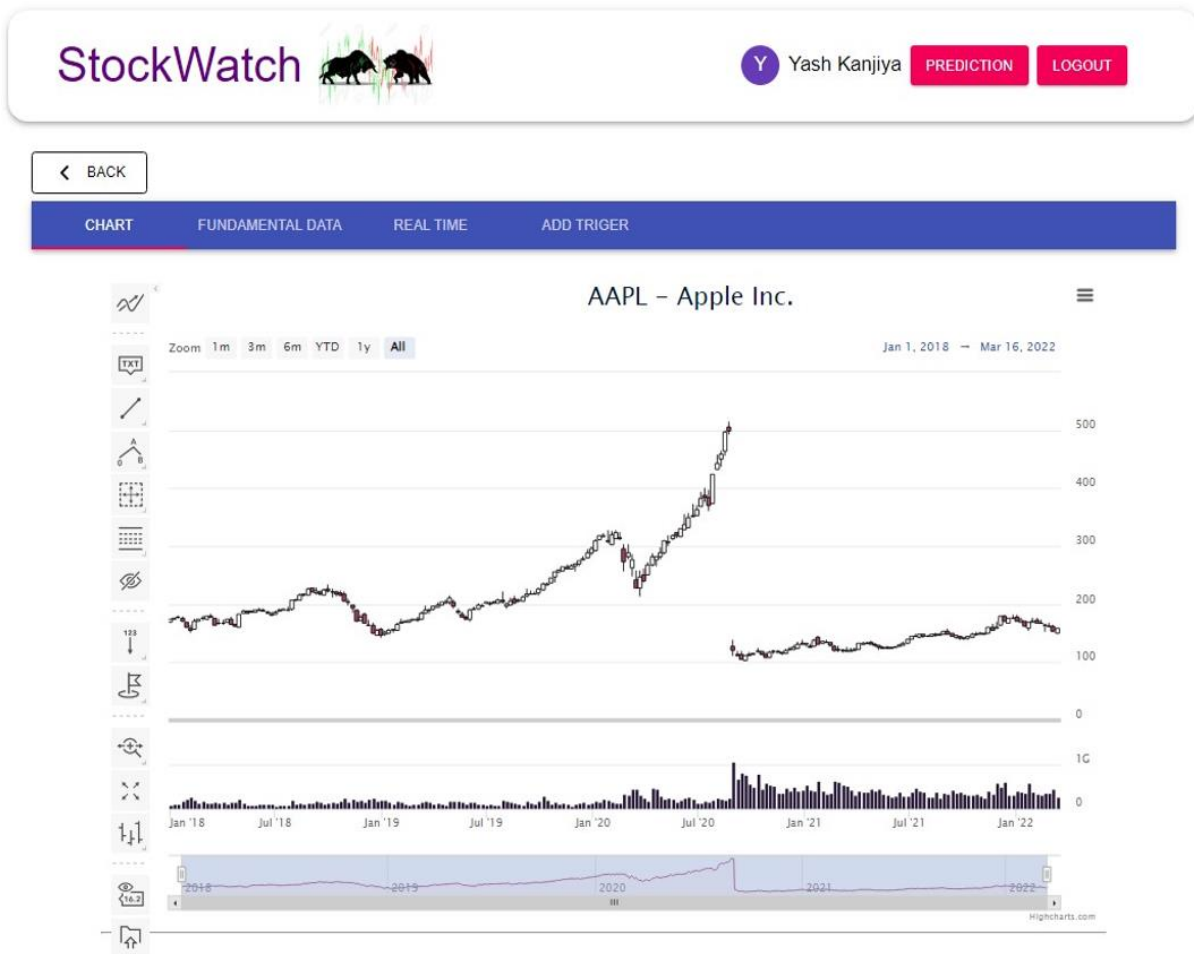 StockWatch
Y Yash Kanjiya PREDICTION LOGOUT
BACK
CHART FUNDAMENTAL DATA REAL TIME ADD TRIGER
AAPL – Apple Inc.
Zoom 1m 3m 6m YTD 1y All
Jan 1, 2018 → Mar 16, 2022
TXT
A
0 B
123
16.2
500
400
300
200
100
0
1G
0
Jan '18 Jul '18 Jan '19 Jul '19 Jan '20 Jul '20 Jan '21 Jul '21 Jan '22
2018 2019 2020 2021 2022
Highcharts.com